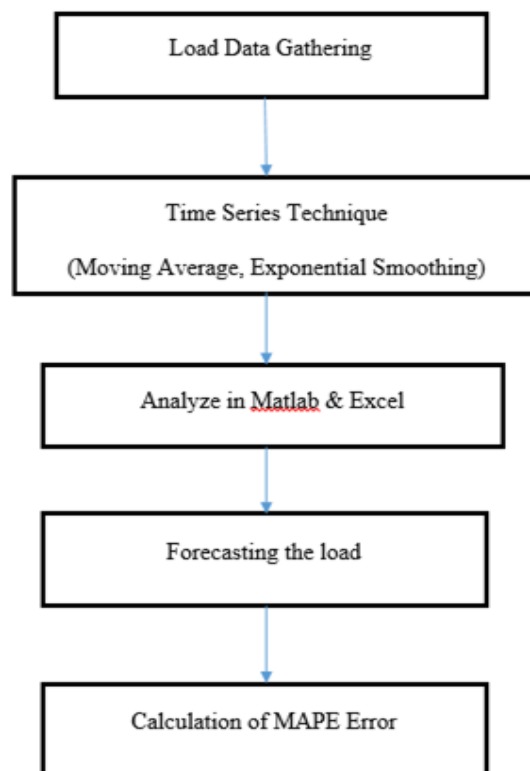 Load Data Gathering
Time Series Technique
(Moving Average, Exponential Smoothing)
Analyze in Matlab & Excel
Forecasting the load
Calculation of MAPE Error